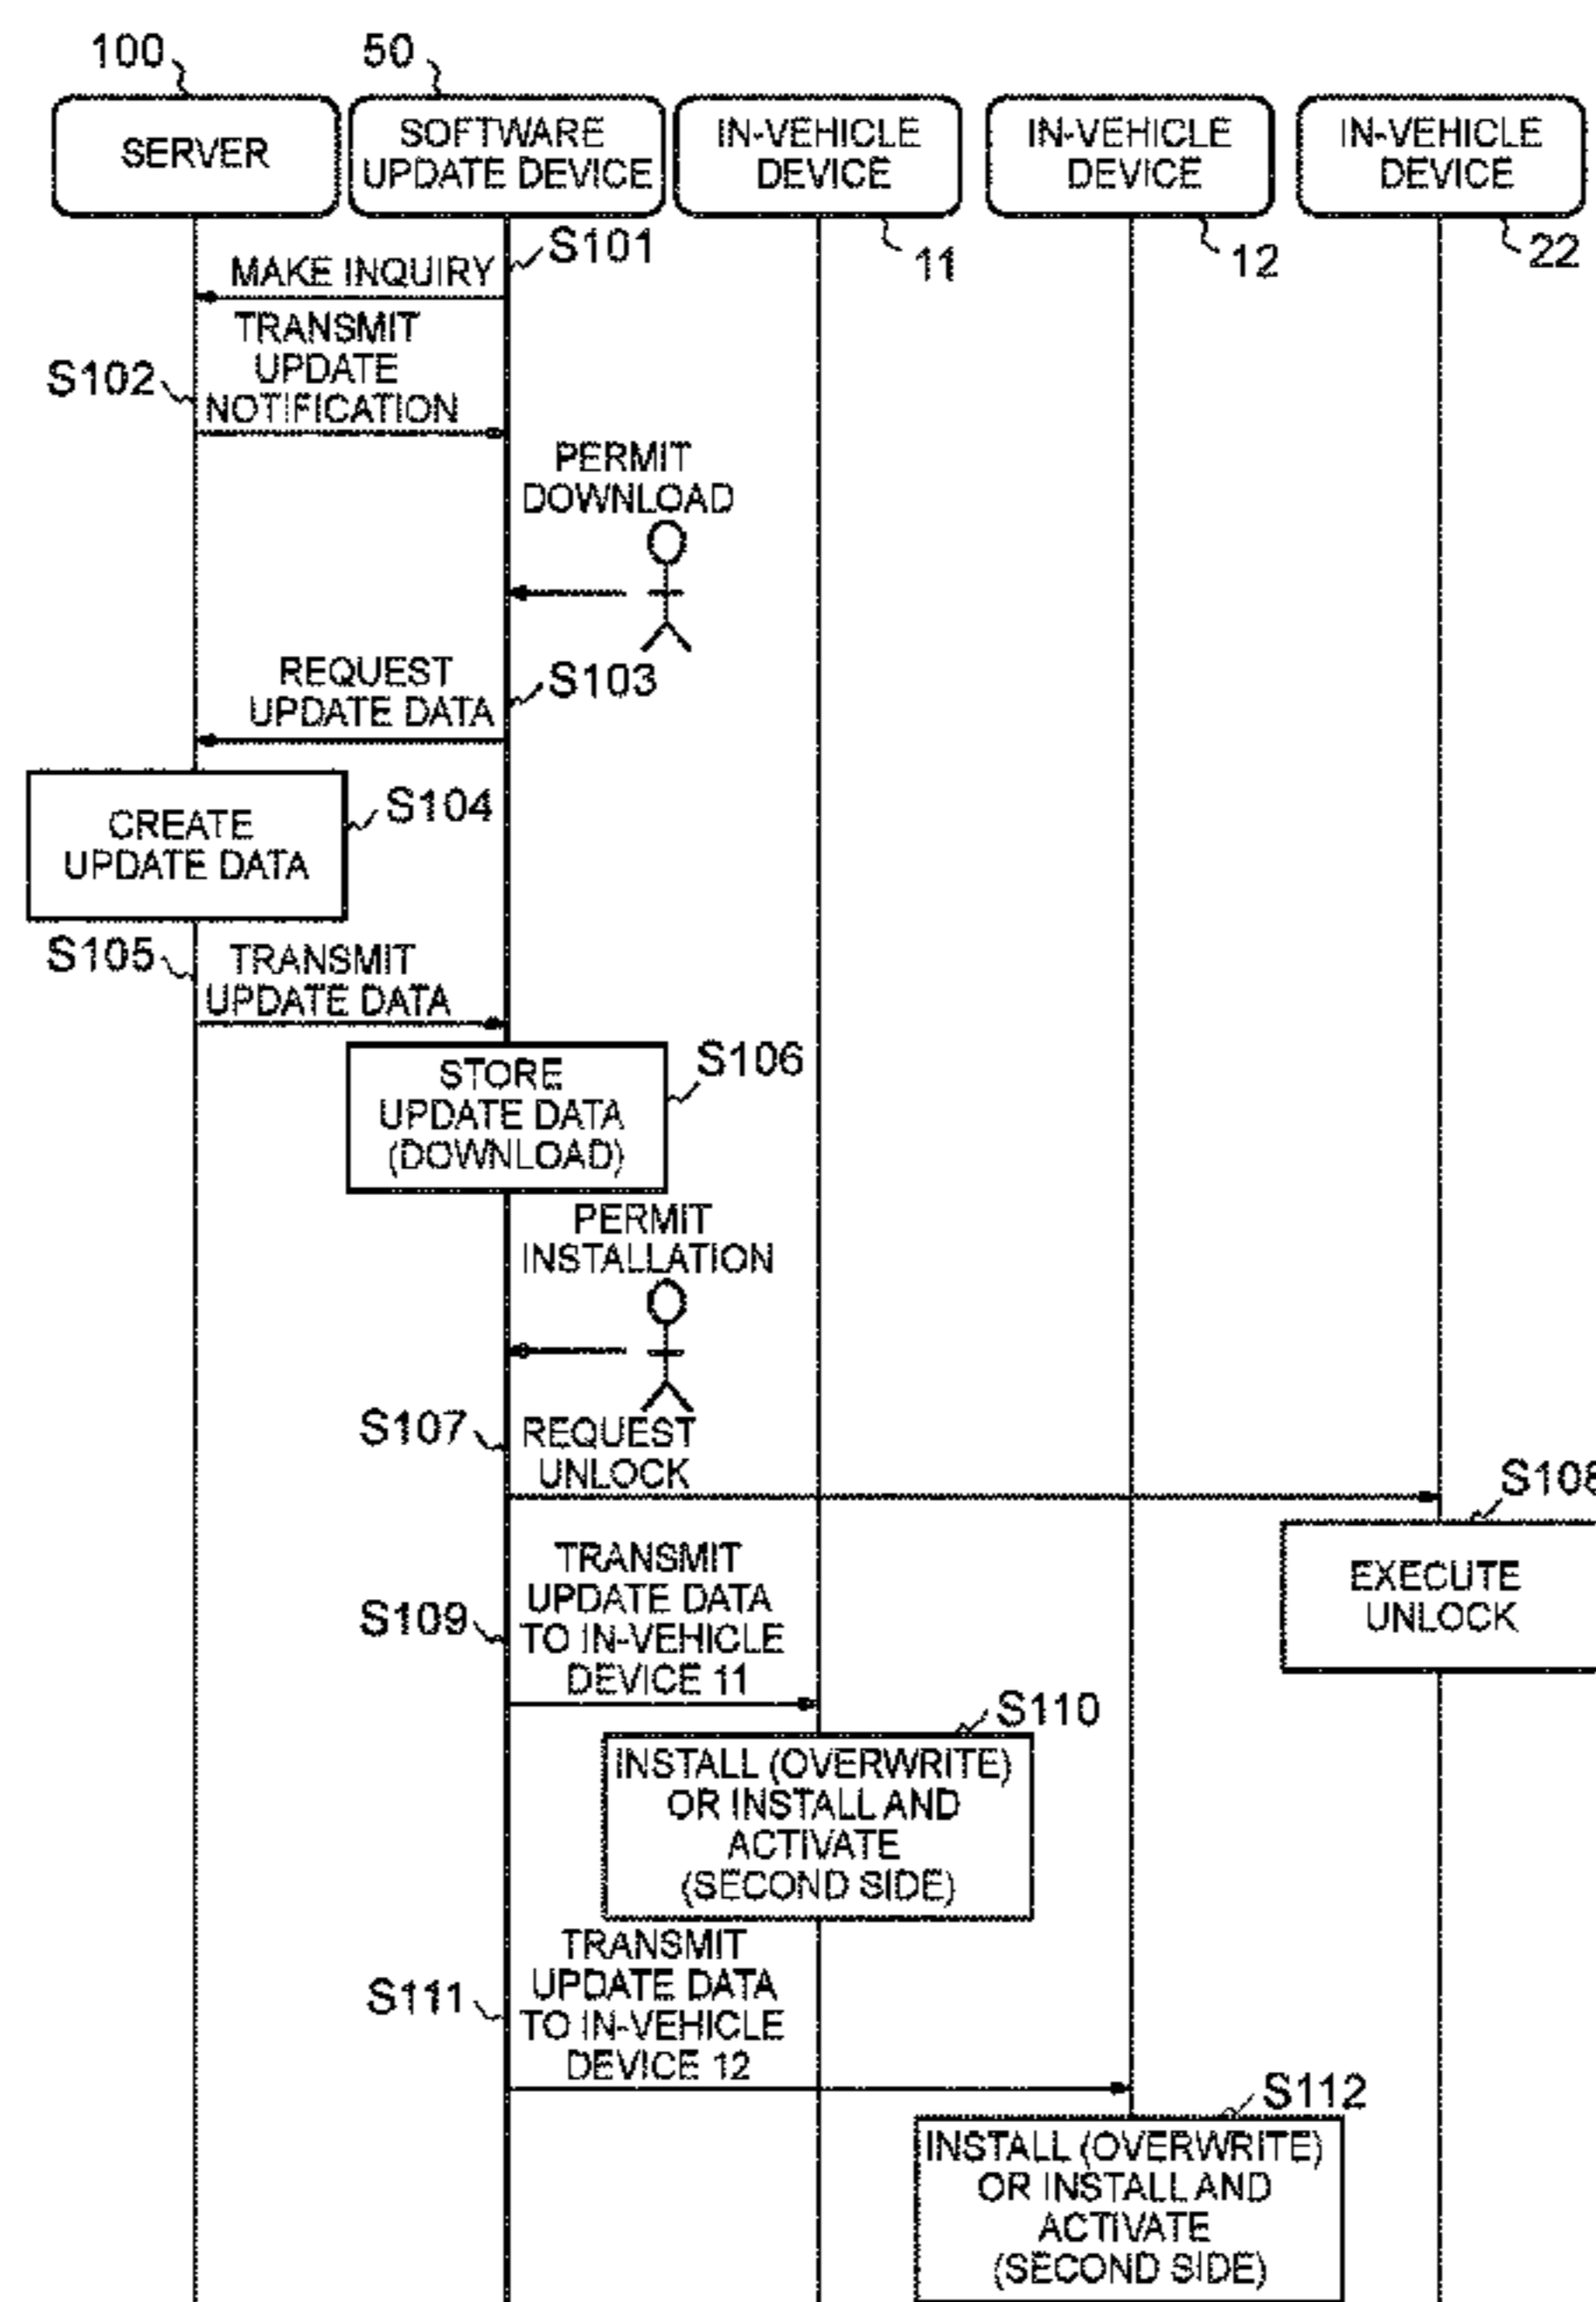 100
50
SERVER
SOFTWARE
UPDATE DEVICE
IN-VEHICLE
DEVICE
IN-VEHICLE
DEVICE
IN-VEHICLE
DEVICE
11
12
22
S101
MAKE INQUIRY
S102
TRANSMIT
UPDATE
NOTIFICATION
PERMIT
DOWNLOAD
S103
REQUEST
UPDATE DATA
S104
CREATE
UPDATE DATA
S105
TRANSMIT
UPDATE DATA
S106
STORE
UPDATE DATA
(DOWNLOAD)
PERMIT
INSTALLATION
S107
REQUEST
UNLOCK
S108
EXECUTE
UNLOCK
S109
TRANSMIT
UPDATE DATA
TO IN-VEHICLE
DEVICE 11
S110
INSTALL (OVERWRITE)
OR INSTALL AND
ACTIVATE
(SECOND SIDE)
S111
TRANSMIT
UPDATE DATA
TO IN-VEHICLE
DEVICE 12
S112
INSTALL (OVERWRITE)
OR INSTALL AND
ACTIVATE
(SECOND SIDE)